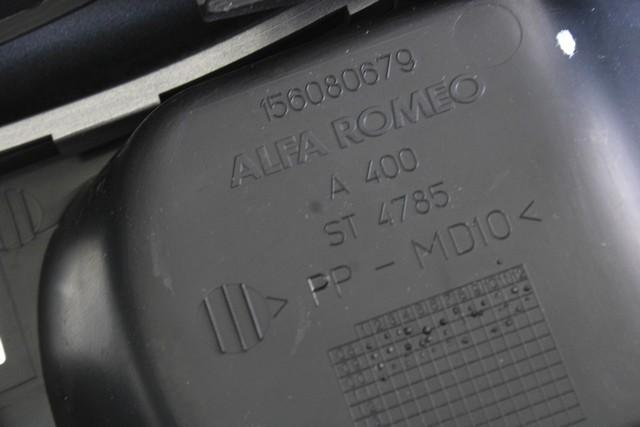 156080679
ALFA ROMEO
A 400
ST 4785
>PP - MD10<